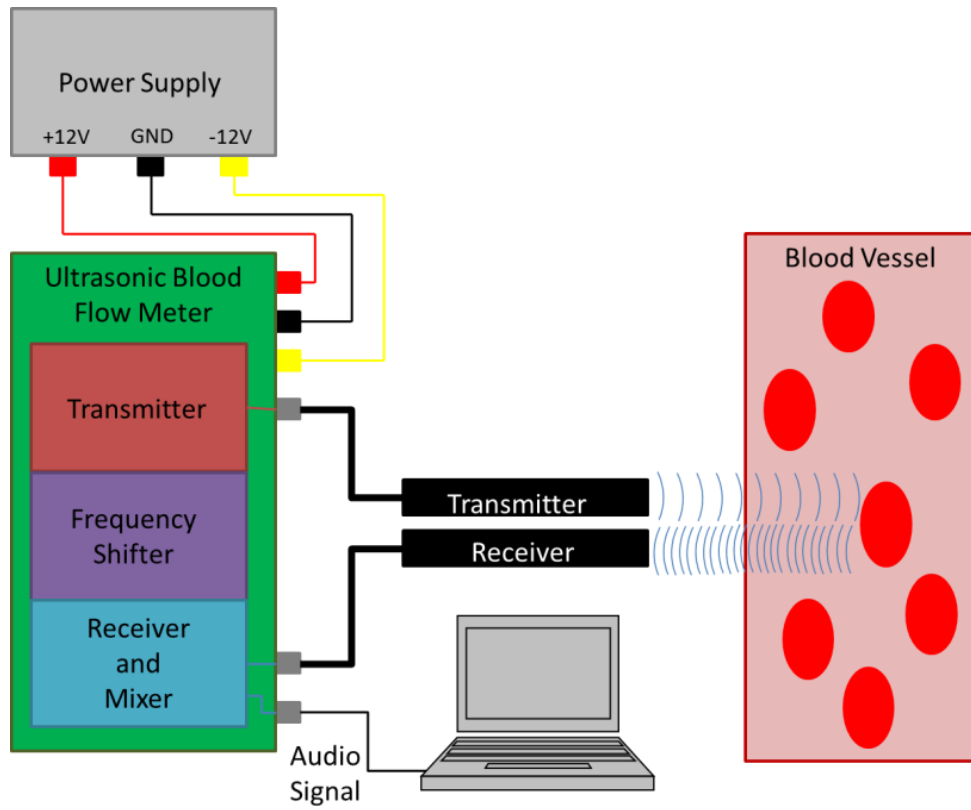 Power Supply
+12V GND -12V
Ultrasonic Blood
Flow Meter
Transmitter
Frequency
Shifter
Receiver
and
Mixer
Transmitter
Receiver
Audio
Signal
Blood Vessel